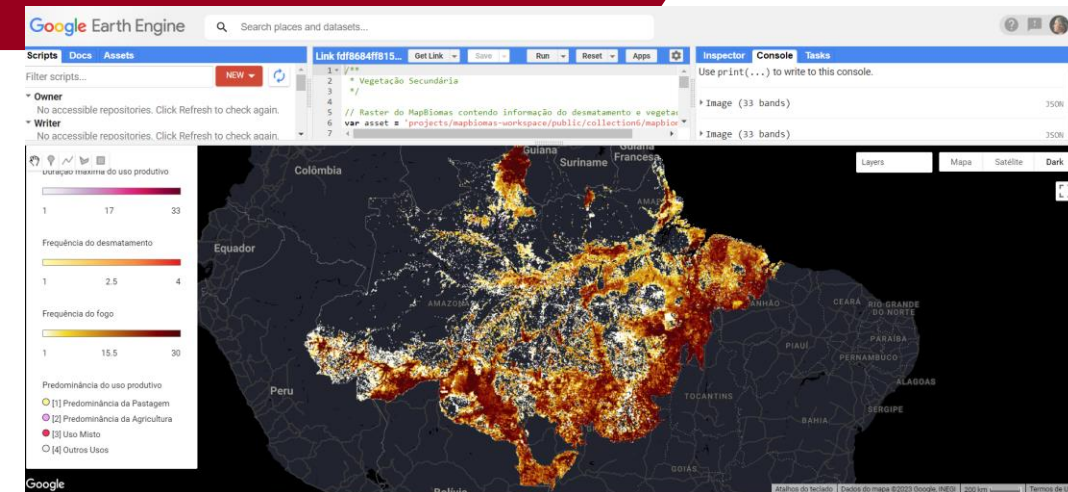 Google Earth Engine
Search places and datasets...
Scripts Docs Assets
Filter scripts...
NEW
Owner
No accessible repositories. Click Refresh to check again.
Writer
No accessible repositories. Click Refresh to check again.
Link fdf8684ff815... Get Link Save Run Reset Apps
1 /**
2 * Vegetação Secundária
3 */
4
5 // Raster do MapBiomas contendo informação do desmatamento e vegeta
6 var asset = 'projects/mapbiomas-workspace/public/collection6/mapbiom
7
Inspector Console Tasks
Use print(...) to write to this console.
Image (33 bands) JSON
Image (33 bands) JSON
Layers Mapa Satélite Dark
Duração máxima do uso produtivo
1 17 33
Frequência do desmatamento
1 2.5 4
Frequência do fogo
1 15.5 30
Predominância do uso produtivo
[1] Predominância da Pastagem
[2] Predominância da Agricultura
[3] Uso Misto
[4] Outros Usos
Google
Guiana
Suriname
Guiana
Francesa
Colômbia
Equador
AMAZONAS
Peru
Bolívia
MARANHÃO
CEARÁ
RIO GRANDE
DO NORTE
PARAÍBA
PIAUÍ
PERNAMBUCO
ALAGOAS
SERGIPE
TOCANTINS
BAHIA
GOIÁS
Atalhos do teclado Dados do mapa ©2023 Google, INEGI 200 km Termos de U